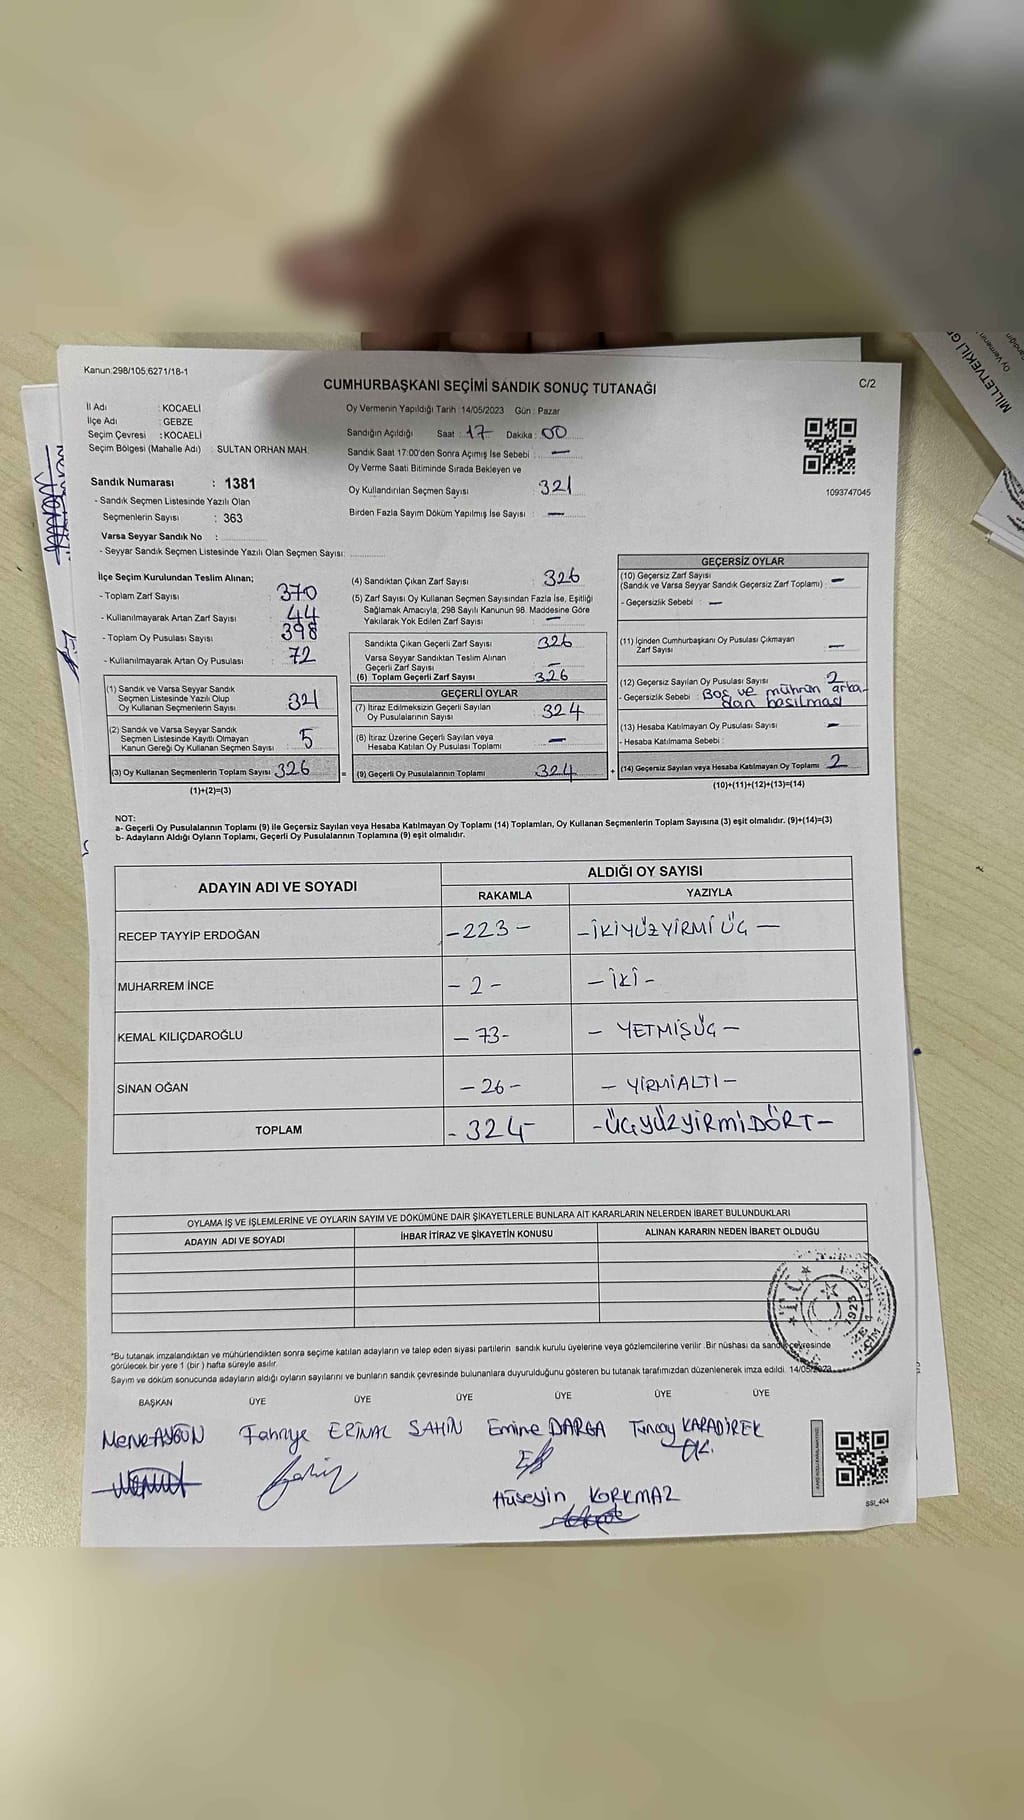 Kanun:298/105,6271/18-1
CUMHURBAŞKANI SEÇİMİ SANDIK SONUÇ TUTANAĞI
C/2
İl Adı : KOCAELİ
İlçe Adı : GEBZE
Seçim Çevresi : KOCAELİ
Seçim Bölgesi (Mahalle Adı) : SULTAN ORHAN MAH.
Sandık Numarası : 1381
- Sandık Seçmen Listesinde Yazılı Olan
Seçmenlerin Sayısı : 363
Varsa Seyyar Sandık No :
- Seyyar Sandık Seçmen Listesinde Yazılı Olan Seçmen Sayısı:
Oy Vermenin Yapıldığı Tarih :14/05/2023 Gün : Pazar
Sandığın Açıldığı Saat : 17 Dakika : 00
Sandık Saat 17:00'den Sonra Açımış İse Sebebi : —
Oy Verme Saati Bitiminde Sırada Bekleyen ve
Oy Kullandırılan Seçmen Sayısı : 321
Birden Fazla Sayım Döküm Yapılmış İse Sayısı : —
1093747045
İlçe Seçim Kurulundan Teslim Alınan;
- Toplam Zarf Sayısı : 370
- Kullanılmayarak Artan Zarf Sayısı : 44
- Toplam Oy Pusulası Sayısı : 398
- Kullanılmayarak Artan Oy Pusulası : 72
(1) Sandık ve Varsa Seyyar Sandık
Seçmen Listesinde Yazılı Olup
Oy Kullanan Seçmenlerin Sayısı : 321
(2) Sandık ve Varsa Seyyar Sandık
Seçmen Listesinde Kayıtlı Olmayan
Kanun Gereği Oy Kullanan Seçmen Sayısı : 5
(3) Oy Kullanan Seçmenlerin Toplam Sayısı : 326
(1)+(2)=(3)
(4) Sandıktan Çıkan Zarf Sayısı : 326
(5) Zarf Sayısı Oy Kullanan Seçmen Sayısından Fazla İse, Eşitliği
Sağlamak Amacıyla; 298 Sayılı Kanunun 98. Maddesine Göre
Yakılarak Yok Edilen Zarf Sayısı : —
Sandıkta Çıkan Geçerli Zarf Sayısı : 326
Varsa Seyyar Sandıktan Teslim Alınan
Geçerli Zarf Sayısı : —
(6) Toplam Geçerli Zarf Sayısı : 326
GEÇERLİ OYLAR
(7) İtiraz Edilmeksizin Geçerli Sayılan
Oy Pusulalarının Sayısı : 324
(8) İtiraz Üzerine Geçerli Sayılan veya
Hesaba Katılan Oy Pusulası Toplamı : —
= (9) Geçerli Oy Pusulalarının Toplamı : 324
GEÇERSİZ OYLAR
(10) Geçersiz Zarf Sayısı
(Sandık ve Varsa Seyyar Sandık Geçersiz Zarf Toplamı) : —
- Geçersizlik Sebebi : —
(11) İçinden Cumhurbaşkanı Oy Pusulası Çıkmayan
Zarf Sayısı : —
(12) Geçersiz Sayılan Oy Pusulası Sayısı : 2
- Geçersizlik Sebebi : Boş ve mührün arka-
dan basılması
(13) Hesaba Katılmayan Oy Pusulası Sayısı : —
- Hesaba Katılmama Sebebi :
+ (14) Geçersiz Sayılan veya Hesaba Katılmayan Oy Toplamı : 2
(10)+(11)+(12)+(13)=(14)
NOT:
a- Geçerli Oy Pusulalarının Toplamı (9) ile Geçersiz Sayılan veya Hesaba Katılmayan Oy Toplamı (14) Toplamları, Oy Kullanan Seçmenlerin Toplam Sayısına (3) eşit olmalıdır. (9)+(14)=(3)
b- Adayların Aldığı Oyların Toplamı, Geçerli Oy Pusulalarının Toplamına (9) eşit olmalıdır.
ADAYIN ADI VE SOYADI
ALDIĞI OY SAYISI
RAKAMLA YAZIYLA
RECEP TAYYİP ERDOĞAN -223- -İKİYÜZYİRMİ ÜÇ-
MUHARREM İNCE -2- -İKİ-
KEMAL KILIÇDAROĞLU -73- -YETMİŞÜÇ-
SİNAN OĞAN -26- -YİRMİALTI-
TOPLAM -324- -ÜÇYÜZYİRMİDÖRT-
OYLAMA İŞ VE İŞLEMLERİNE VE OYLARIN SAYIM VE DÖKÜMÜNE DAİR ŞİKAYETLERLE BUNLARA AİT KARARLARIN NELERDEN İBARET BULUNDUKLARI
ADAYIN ADI VE SOYADI İHBAR İTİRAZ VE ŞİKAYETİN KONUSU ALINAN KARARIN NEDEN İBARET OLDUĞU
T.C.
1923
*Bu tutanak imzalandıktan ve mühürlendikten sonra seçime katılan adayların ve talep eden siyasi partilerin sandık kurulu üyelerine veya gözlemcilerine verilir. Bir nüshası da sandık çevresinde
görülecek bir yere 1 (bir ) hafta süreyle asılır.
Sayım ve döküm sonucunda adayların aldığı oyların sayılarını ve bunların sandık çevresinde bulunanlara duyurulduğunu gösteren bu tutanak tarafımızdan düzenlenerek imza edildi. 14/05/2023
BAŞKAN ÜYE ÜYE ÜYE ÜYE ÜYE ÜYE
Merve AYGÜN Fahriye ERİNAL ŞAHİN Emine DARGA Tuncay KARADİREK
Hüseyin KORKMAZ
SSI_404
MİLLETVEKİLİ